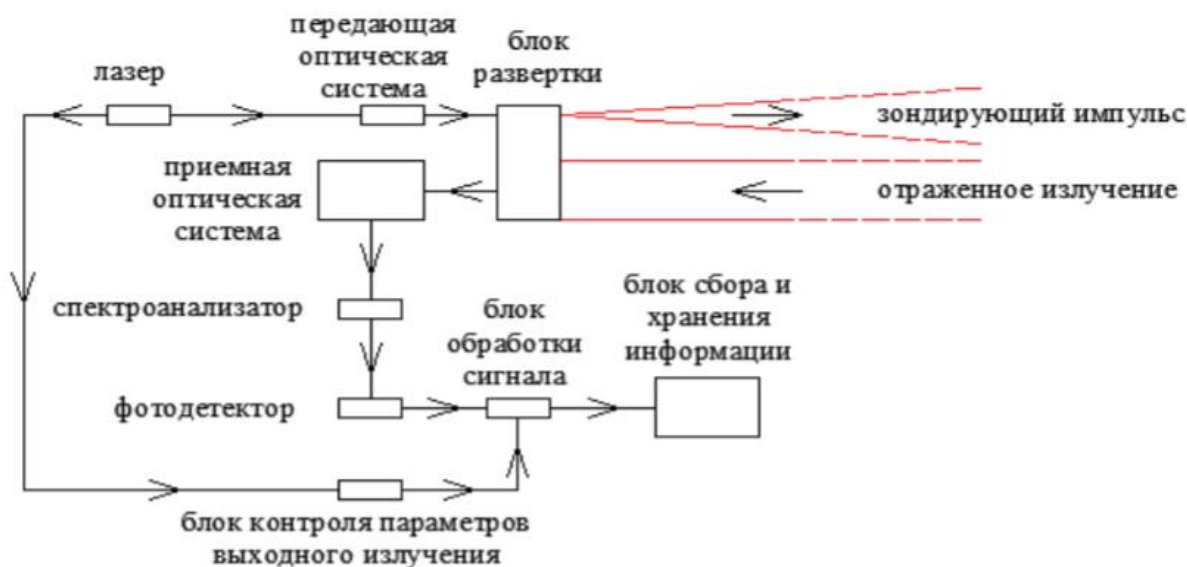 передающая
оптическая
система
блок
развертки
лазер
зондирующий импульс
приемная
оптическая
система
отраженное излучение
спектроанализатор
блок
обработки
сигнала
блок сбора и
хранения
информации
фотодетектор
блок контроля параметров
выходного излучения